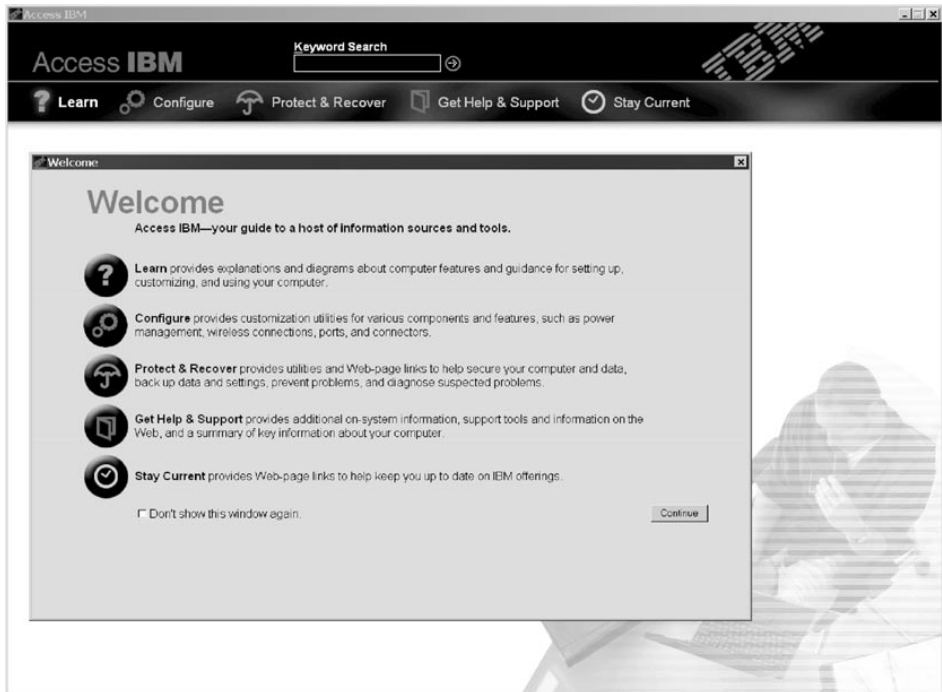 Access IBM
Keyword Search
IBM
Access IBM
Learn Configure Protect & Recover Get Help & Support Stay Current
Welcome
Welcome
Access IBM—your guide to a host of information sources and tools.
Learn provides explanations and diagrams about computer features and guidance for setting up,
customizing, and using your computer.
Configure provides customization utilities for various components and features, such as power
management, wireless connections, ports, and connectors.
Protect & Recover provides utilities and Web-page links to help secure your computer and data,
back up data and settings, prevent problems, and diagnose suspected problems.
Get Help & Support provides additional on-system information, support tools and information on the
Web, and a summary of key information about your computer.
Stay Current provides Web-page links to help keep you up to date on IBM offerings.
Don't show this window again.
Continue